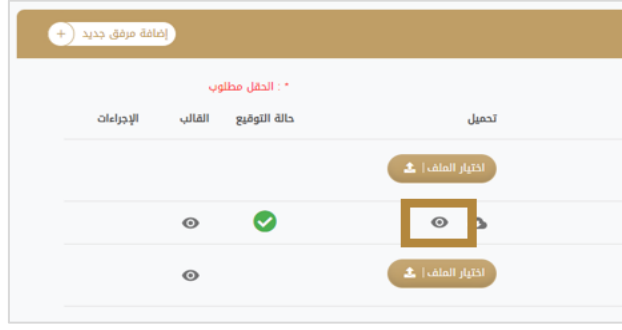 إضافة مرفق جديد +
* : الحقل مطلوب
تحميل حالة التوقيع القالب الإجراءات
اختيار الملف |
اختيار الملف |